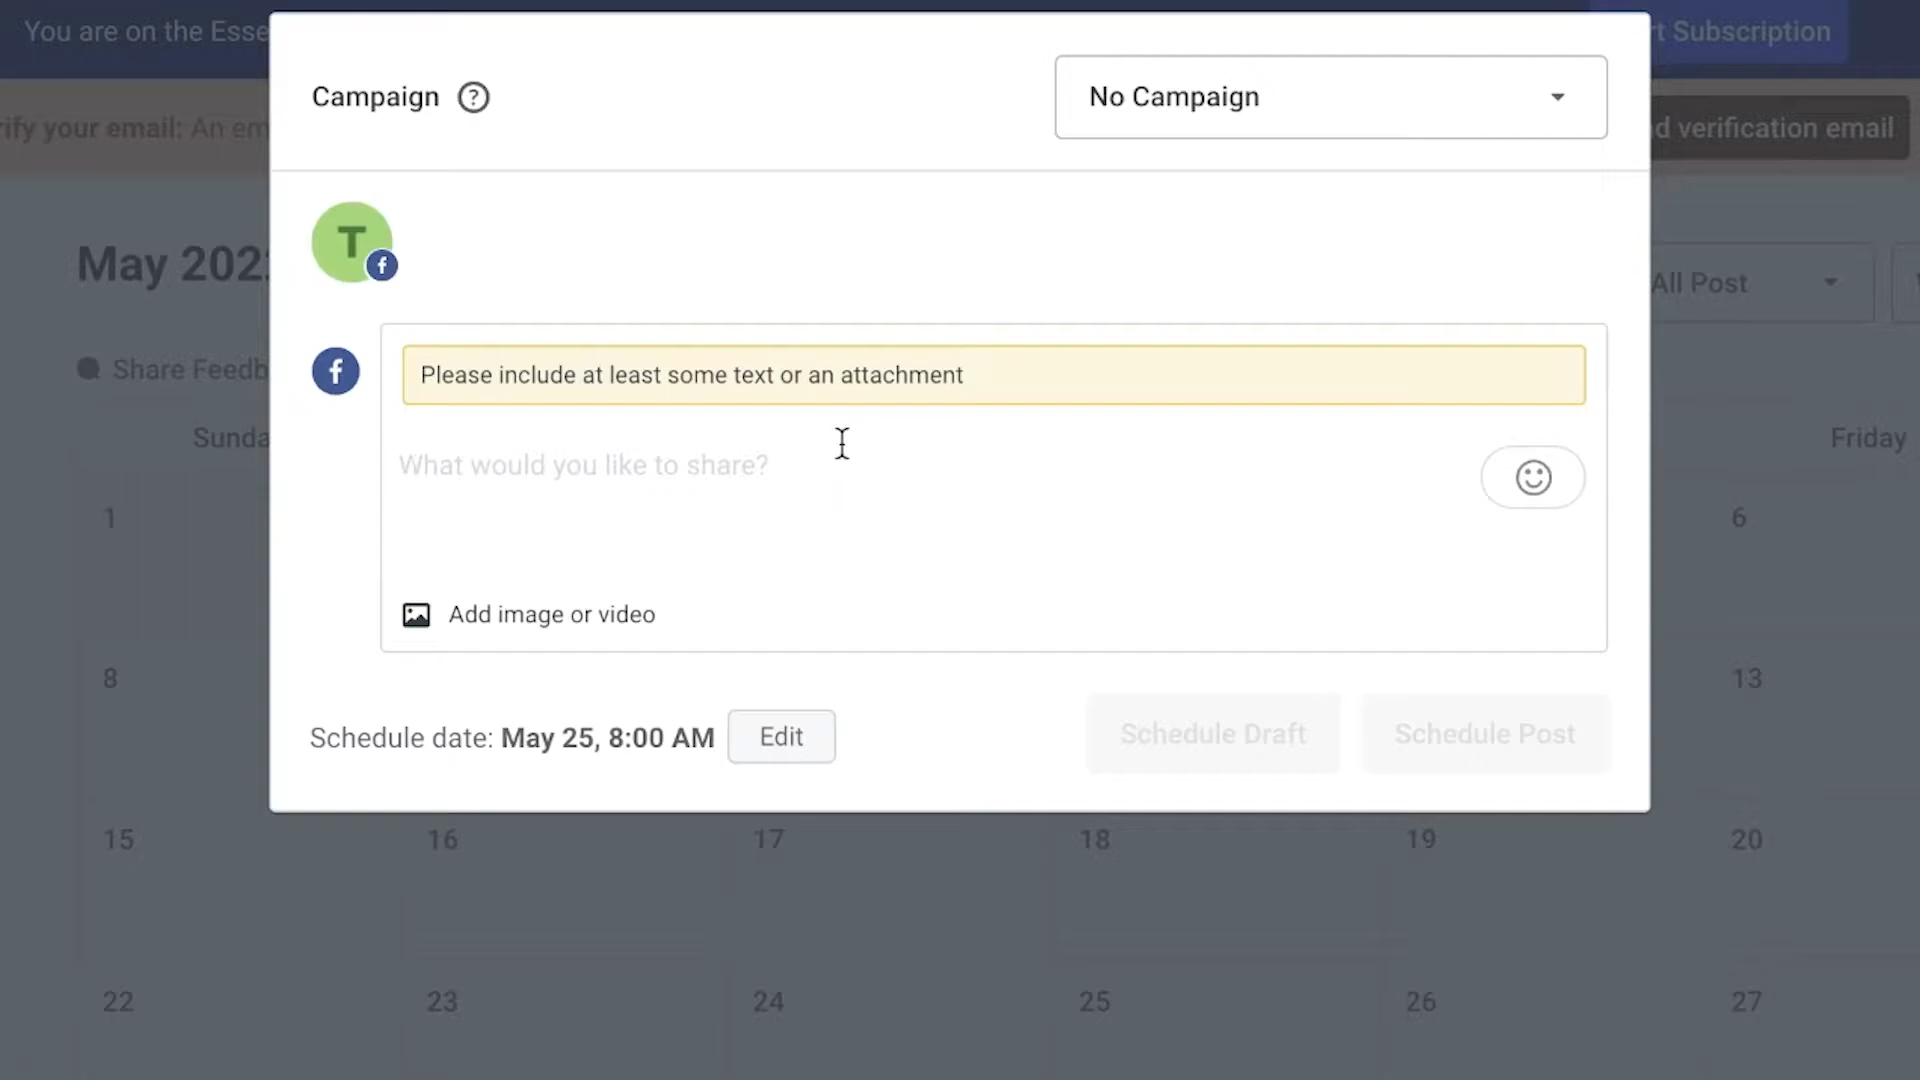 You are on the Esse
t Subscription
Campaign ?
No Campaign
rify your email: An em
d verification email
T
f
May 202
All Post
f
Please include at least some text or an attachment
Share Feedb
Sunda
Friday
What would you like to share?
1
6
Add image or video
8
13
Schedule date: May 25, 8:00 AM
Edit
Schedule Draft
Schedule Post
15
16
17
18
19
20
22
23
24
25
26
27